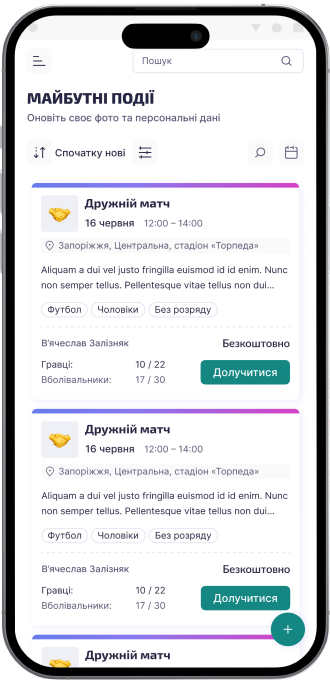 Пошук
МАЙБУТНІ ПОДІЇ
Оновіть своє фото та персональні дані
Спочатку нові
Дружній матч
16 червня 12:00 – 14:00
Запоріжжя, Центральна, стадіон «Торпеда»
Aliquam a dui vel justo fringilla euismod id id enim. Nunc
non semper tellus. Pellentesque vitae tellus non dui...
Футбол Чоловіки Без розряду
В'ячеслав Залізняк Безкоштовно
Гравці: 10 / 22
Вболівальники: 17 / 30
Долучитися
Дружній матч
16 червня 12:00 – 14:00
Запоріжжя, Центральна, стадіон «Торпеда»
Aliquam a dui vel justo fringilla euismod id id enim. Nunc
non semper tellus. Pellentesque vitae tellus non dui...
Футбол Чоловіки Без розряду
В'ячеслав Залізняк Безкоштовно
Гравці: 10 / 22
Вболівальники: 17 / 30
Долучитися
+
Дружній матч